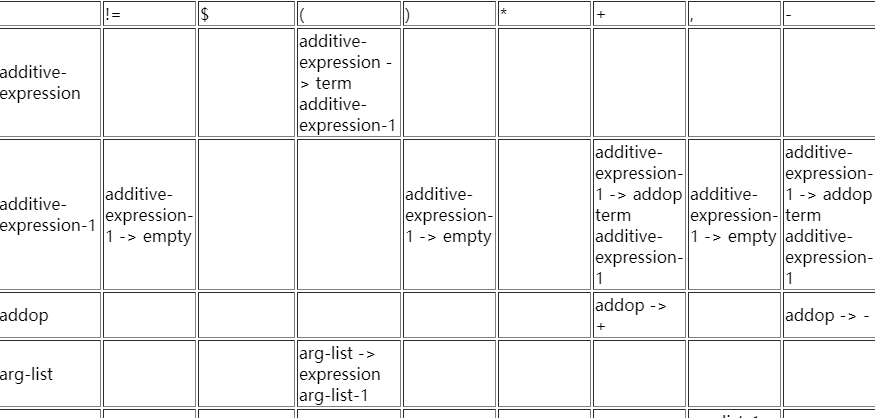 != $ ( ) * + , -
additive-
expression
additive-
expression -
> term
additive-
expression-1
additive-
expression-1
additive-
expression-
1 -> empty
additive-
expression-
1 -> empty
additive-
expression-
1 -> addop
term
additive-
expression-
1
additive-
expression-
1 -> empty
additive-
expression-
1 -> addop
term
additive-
expression-
1
addop
addop ->
+
addop -> -
arg-list
arg-list ->
expression
arg-list-1